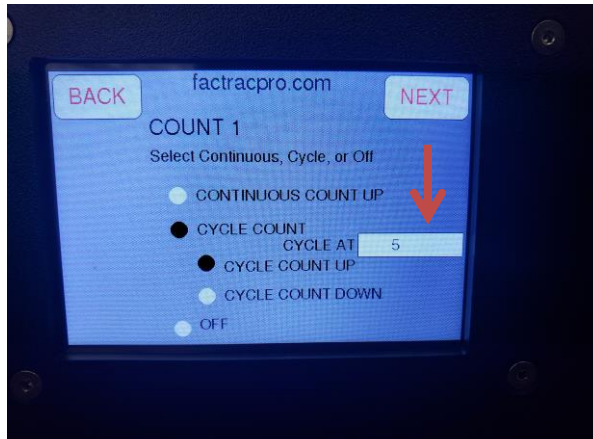 BACK
factracpro.com
NEXT
COUNT 1
Select Continuous, Cycle, or Off
CONTINUOUS COUNT UP
CYCLE COUNT
CYCLE AT 5
CYCLE COUNT UP
CYCLE COUNT DOWN
OFF